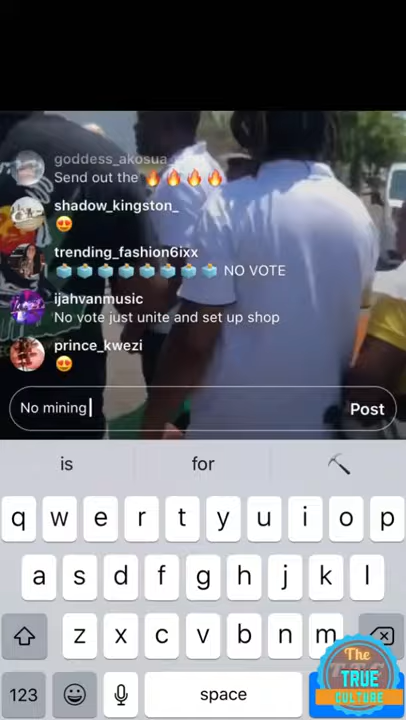 goddess_akosua_
Send out the 🔥🔥🔥🔥
shadow_kingston_
😍
trending_fashion6ixx
🗳️🗳️🗳️🗳️🗳️🗳️🗳️ NO VOTE
ijahvanmusic
No vote just unite and set up shop
prince_kwezi
😍
No mining
Post
is for ⛏️
q w e r t y u i o p
a s d f g h j k l
z x c v b n m
123 space
The
TRUE
CULTURE